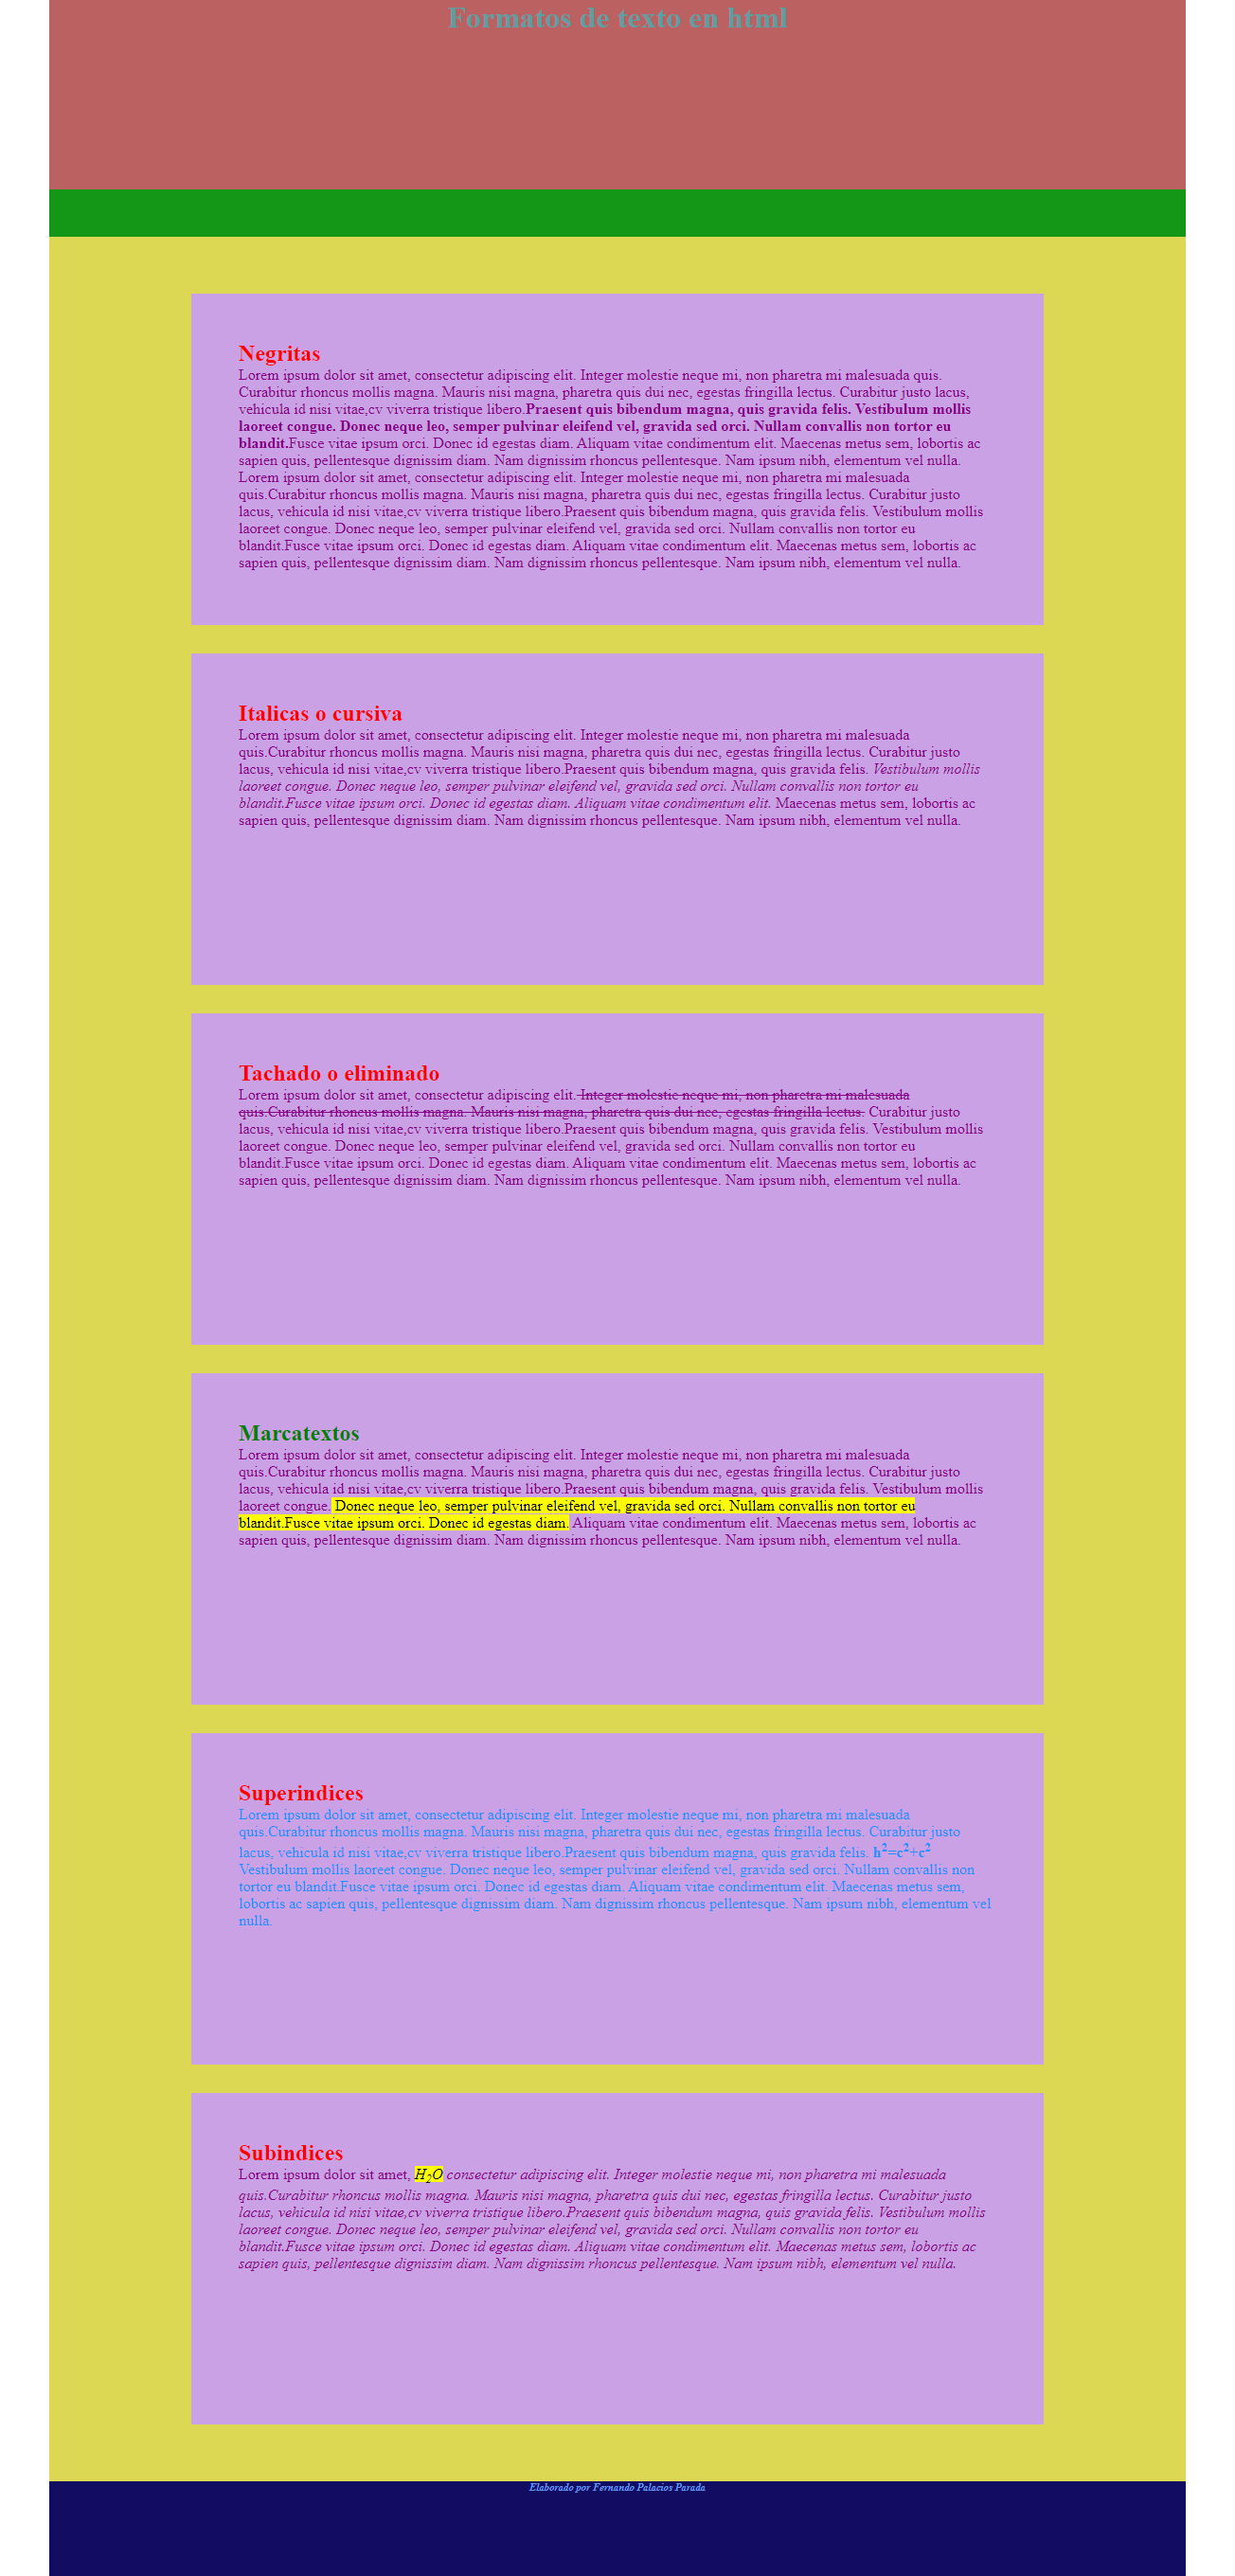 Formatos de texto en html
Negritas
Lorem ipsum dolor sit amet, consectetur adipiscing elit. Integer molestie neque mi, non pharetra mi malesuada quis.
Curabitur rhoncus mollis magna. Mauris nisi magna, pharetra quis dui nec, egestas fringilla lectus. Curabitur justo lacus,
vehicula id nisi vitae,cv viverra tristique libero.Praesent quis bibendum magna, quis gravida felis. Vestibulum mollis
laoreet congue. Donec neque leo, semper pulvinar eleifend vel, gravida sed orci. Nullam convallis non tortor eu
blandit.Fusce vitae ipsum orci. Donec id egestas diam. Aliquam vitae condimentum elit. Maecenas metus sem, lobortis ac
sapien quis, pellentesque dignissim diam. Nam dignissim rhoncus pellentesque. Nam ipsum nibh, elementum vel nulla.
Lorem ipsum dolor sit amet, consectetur adipiscing elit. Integer molestie neque mi, non pharetra mi malesuada
quis.Curabitur rhoncus mollis magna. Mauris nisi magna, pharetra quis dui nec, egestas fringilla lectus. Curabitur justo
lacus, vehicula id nisi vitae,cv viverra tristique libero.Praesent quis bibendum magna, quis gravida felis. Vestibulum mollis
laoreet congue. Donec neque leo, semper pulvinar eleifend vel, gravida sed orci. Nullam convallis non tortor eu
blandit.Fusce vitae ipsum orci. Donec id egestas diam. Aliquam vitae condimentum elit. Maecenas metus sem, lobortis ac
sapien quis, pellentesque dignissim diam. Nam dignissim rhoncus pellentesque. Nam ipsum nibh, elementum vel nulla.
Italicas o cursiva
Lorem ipsum dolor sit amet, consectetur adipiscing elit. Integer molestie neque mi, non pharetra mi malesuada
quis.Curabitur rhoncus mollis magna. Mauris nisi magna, pharetra quis dui nec, egestas fringilla lectus. Curabitur justo
lacus, vehicula id nisi vitae,cv viverra tristique libero.Praesent quis bibendum magna, quis gravida felis. Vestibulum mollis
laoreet congue. Donec neque leo, semper pulvinar eleifend vel, gravida sed orci. Nullam convallis non tortor eu
blandit.Fusce vitae ipsum orci. Donec id egestas diam. Aliquam vitae condimentum elit. Maecenas metus sem, lobortis ac
sapien quis, pellentesque dignissim diam. Nam dignissim rhoncus pellentesque. Nam ipsum nibh, elementum vel nulla.
Tachado o eliminado
Lorem ipsum dolor sit amet, consectetur adipiscing elit. Integer molestie neque mi, non pharetra mi malesuada
quis.Curabitur rhoncus mollis magna. Mauris nisi magna, pharetra quis dui nec, egestas fringilla lectus. Curabitur justo
lacus, vehicula id nisi vitae,cv viverra tristique libero.Praesent quis bibendum magna, quis gravida felis. Vestibulum mollis
laoreet congue. Donec neque leo, semper pulvinar eleifend vel, gravida sed orci. Nullam convallis non tortor eu
blandit.Fusce vitae ipsum orci. Donec id egestas diam. Aliquam vitae condimentum elit. Maecenas metus sem, lobortis ac
sapien quis, pellentesque dignissim diam. Nam dignissim rhoncus pellentesque. Nam ipsum nibh, elementum vel nulla.
Marcatextos
Lorem ipsum dolor sit amet, consectetur adipiscing elit. Integer molestie neque mi, non pharetra mi malesuada
quis.Curabitur rhoncus mollis magna. Mauris nisi magna, pharetra quis dui nec, egestas fringilla lectus. Curabitur justo
lacus, vehicula id nisi vitae,cv viverra tristique libero.Praesent quis bibendum magna, quis gravida felis. Vestibulum mollis
laoreet congue. Donec neque leo, semper pulvinar eleifend vel, gravida sed orci. Nullam convallis non tortor eu
blandit.Fusce vitae ipsum orci. Donec id egestas diam. Aliquam vitae condimentum elit. Maecenas metus sem, lobortis ac
sapien quis, pellentesque dignissim diam. Nam dignissim rhoncus pellentesque. Nam ipsum nibh, elementum vel nulla.
Superindices
Lorem ipsum dolor sit amet, consectetur adipiscing elit. Integer molestie neque mi, non pharetra mi malesuada
quis.Curabitur rhoncus mollis magna. Mauris nisi magna, pharetra quis dui nec, egestas fringilla lectus. Curabitur justo
lacus, vehicula id nisi vitae,cv viverra tristique libero.Praesent quis bibendum magna, quis gravida felis. h²=c²+c²
Vestibulum mollis laoreet congue. Donec neque leo, semper pulvinar eleifend vel, gravida sed orci. Nullam convallis non
tortor eu blandit.Fusce vitae ipsum orci. Donec id egestas diam. Aliquam vitae condimentum elit. Maecenas metus sem,
lobortis ac sapien quis, pellentesque dignissim diam. Nam dignissim rhoncus pellentesque. Nam ipsum nibh, elementum vel
nulla.
Subindices
Lorem ipsum dolor sit amet, H₂O consectetur adipiscing elit. Integer molestie neque mi, non pharetra mi malesuada
quis.Curabitur rhoncus mollis magna. Mauris nisi magna, pharetra quis dui nec, egestas fringilla lectus. Curabitur justo
lacus, vehicula id nisi vitae,cv viverra tristique libero.Praesent quis bibendum magna, quis gravida felis. Vestibulum mollis
laoreet congue. Donec neque leo, semper pulvinar eleifend vel, gravida sed orci. Nullam convallis non tortor eu
blandit.Fusce vitae ipsum orci. Donec id egestas diam. Aliquam vitae condimentum elit. Maecenas metus sem, lobortis ac
sapien quis, pellentesque dignissim diam. Nam dignissim rhoncus pellentesque. Nam ipsum nibh, elementum vel nulla.
Elaborado por Fernando Palacios Parada